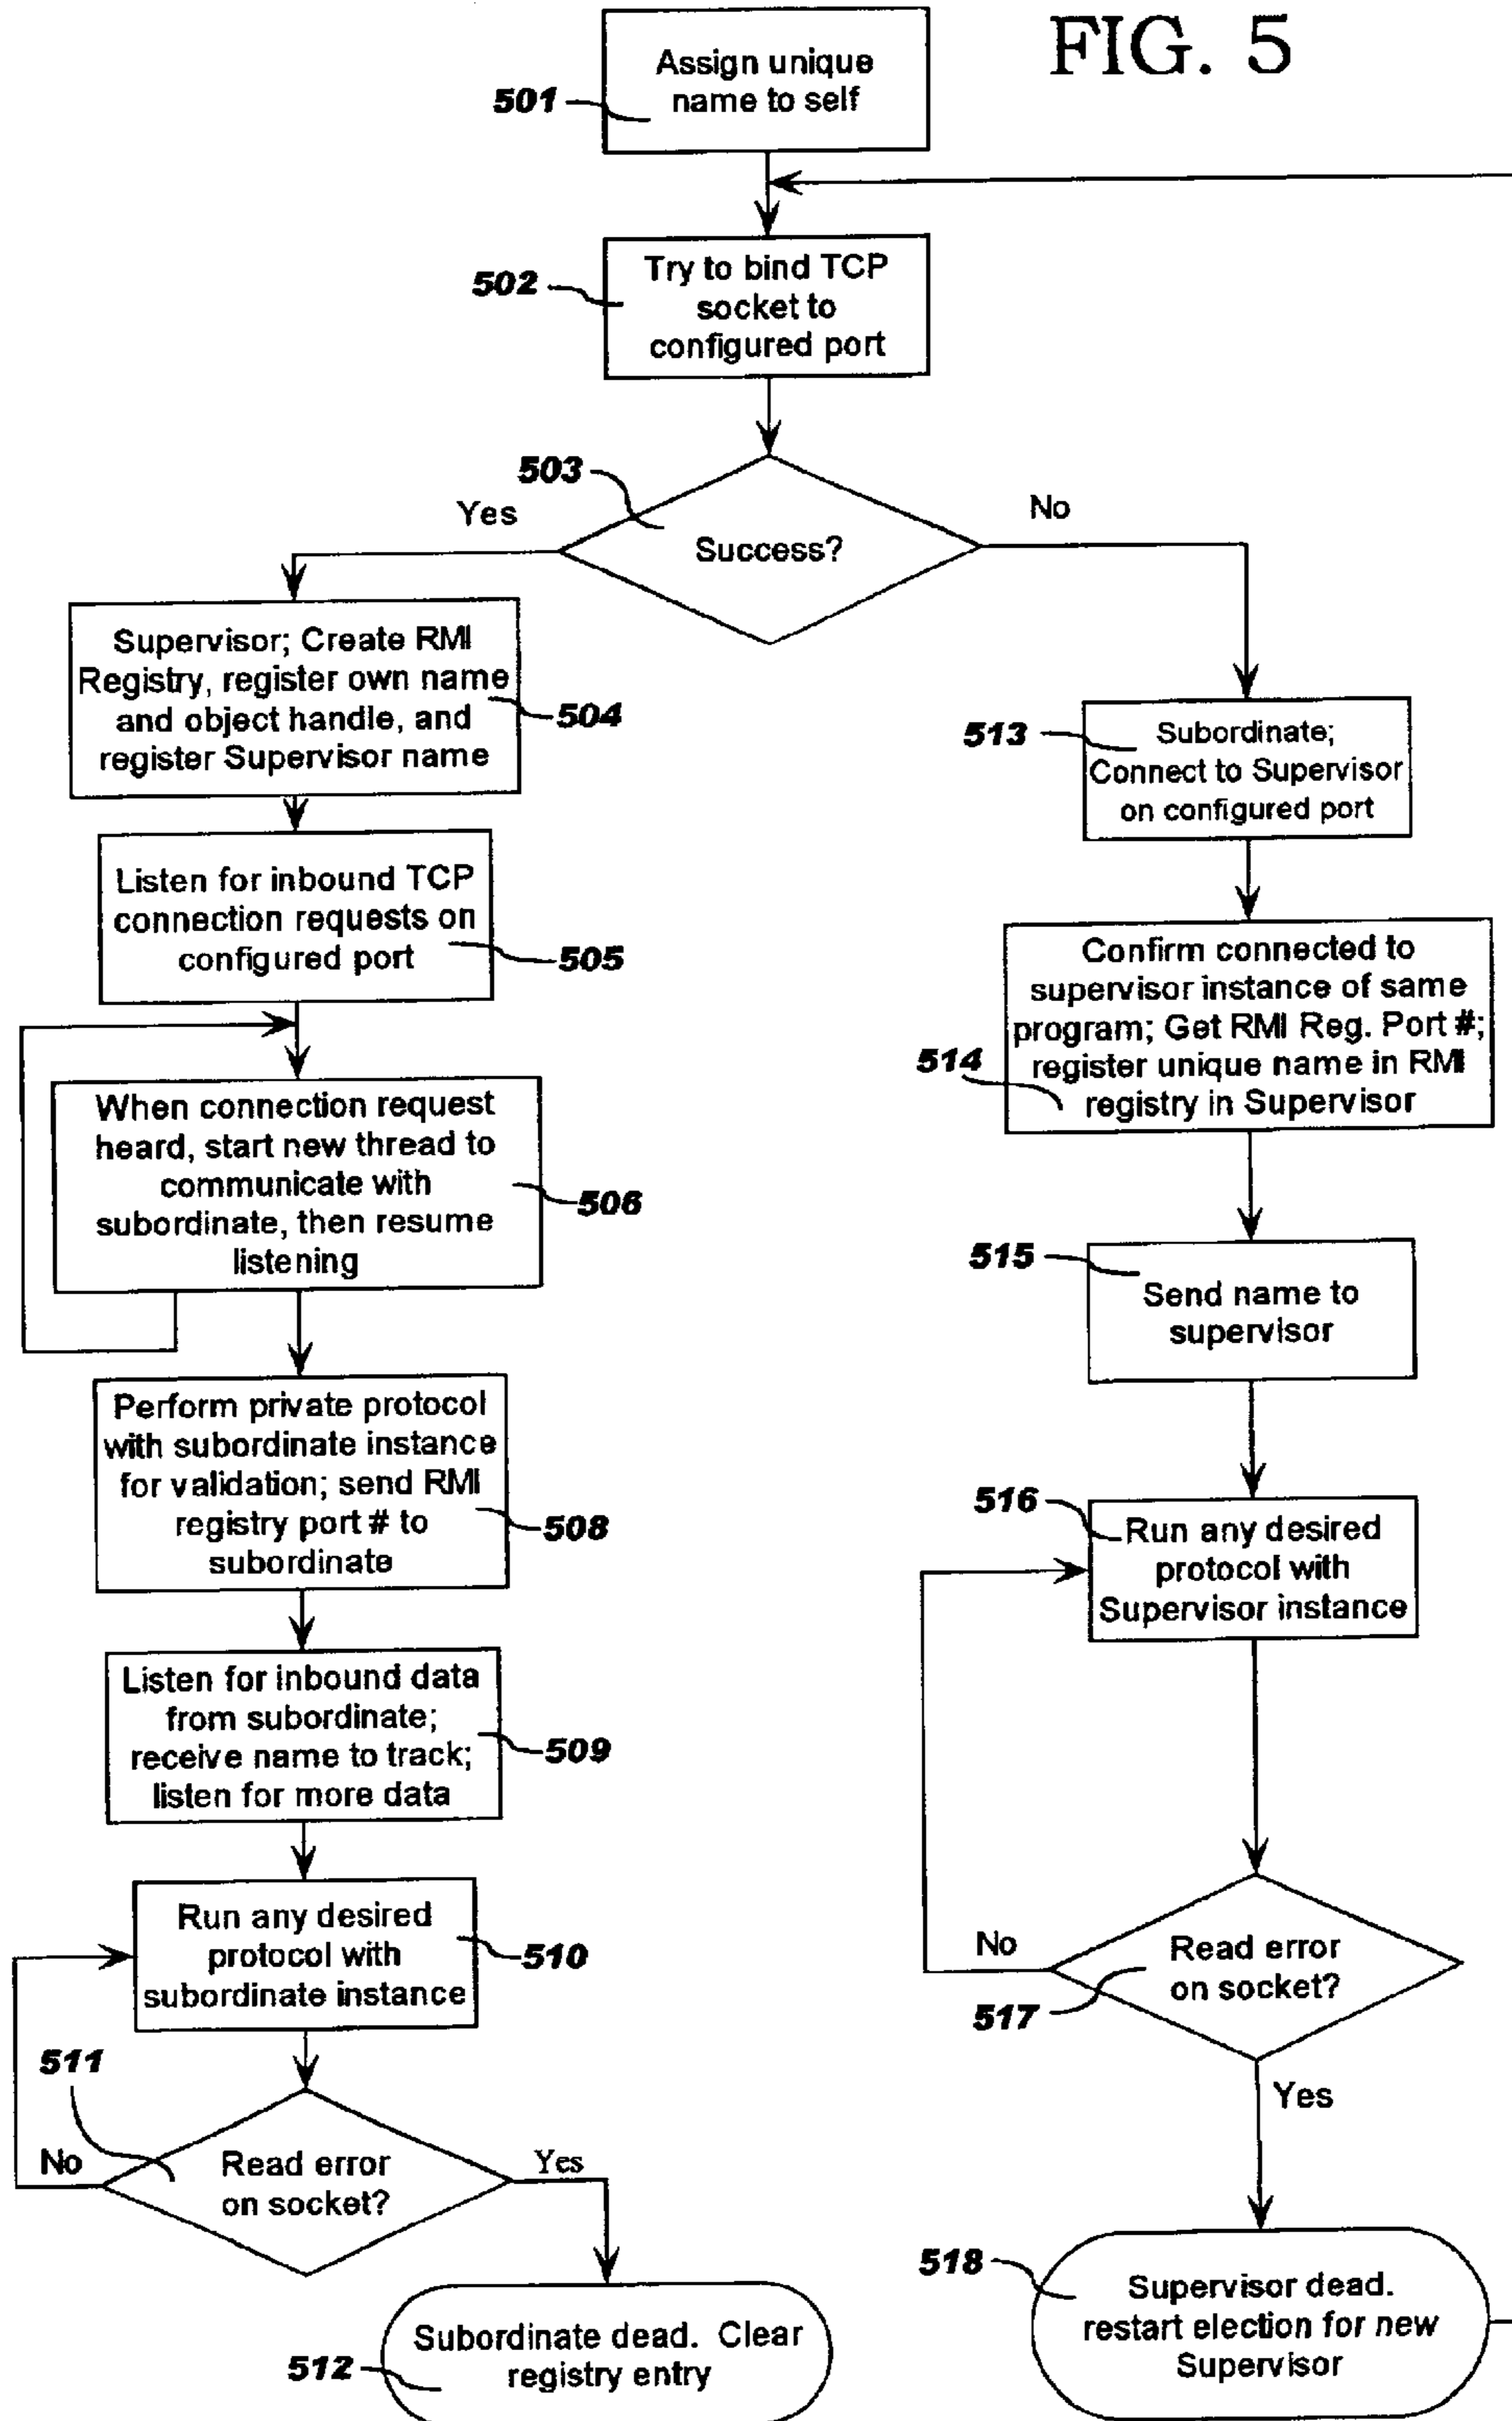 FIG. 5
Assign unique
name to self
501
502
Try to bind TCP
socket to
configured port
503
Yes
No
Success?
Supervisor; Create RMI
Registry, register own name
and object handle, and
register Supervisor name
504
Listen for inbound TCP
connection requests on
configured port
505
When connection request
heard, start new thread to
communicate with
subordinate, then resume
listening
506
Perform private protocol
with subordinate instance
for validation; send RMI
registry port # to
subordinate
508
Listen for inbound data
from subordinate;
receive name to track;
listen for more data
509
Run any desired
protocol with
subordinate instance
510
511
No
Read error
on socket?
Yes
Subordinate dead. Clear
registry entry
512
513
Subordinate;
Connect to Supervisor
on configured port
Confirm connected to
supervisor instance of same
program; Get RMI Reg. Port #;
register unique name in RMI
registry in Supervisor
514
515
Send name to
supervisor
516
Run any desired
protocol with
Supervisor instance
No
Read error
on socket?
517
Yes
518
Supervisor dead.
restart election for new
Supervisor